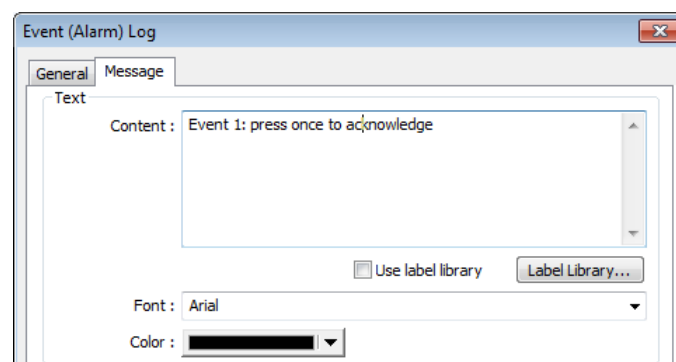 Event (Alarm) Log
General Message
Text
Content : Event 1: press once to acknowledge
Use label library Label Library...
Font : Arial
Color :